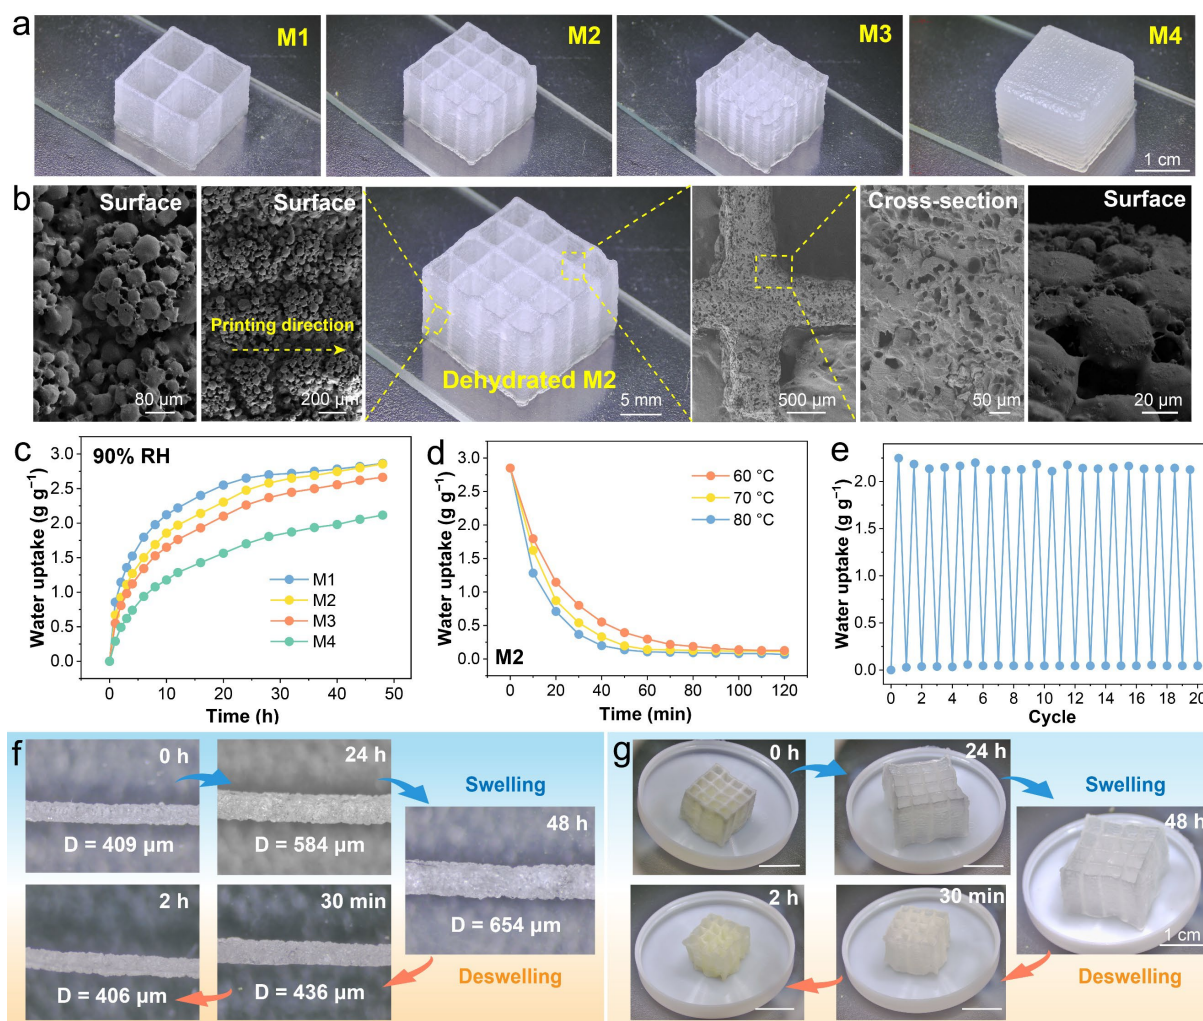 a
M1
M2
M3
M4
1 cm
b
Surface
80 μm
Surface
Printing direction
200 μm
Dehydrated M2
5 mm
500 μm
Cross-section
50 μm
Surface
20 μm
c
90% RH
Water uptake (g g⁻¹)
3.0
2.5
2.0
1.5
1.0
0.5
0.0
M1
M2
M3
M4
0 10 20 30 40 50
Time (h)
d
Water uptake (g g⁻¹)
3.0
2.5
2.0
1.5
1.0
0.5
0.0
60 °C
70 °C
80 °C
M2
0 20 40 60 80 100 120
Time (min)
e
Water uptake (g g⁻¹)
2.0
1.5
1.0
0.5
0.0
0 2 4 6 8 10 12 14 16 18 20
Cycle
f
0 h
D = 409 μm
24 h
D = 584 μm
Swelling
48 h
D = 654 μm
2 h
D = 406 μm
30 min
D = 436 μm
Deswelling
g
0 h
24 h
Swelling
48 h
1 cm
2 h
30 min
Deswelling